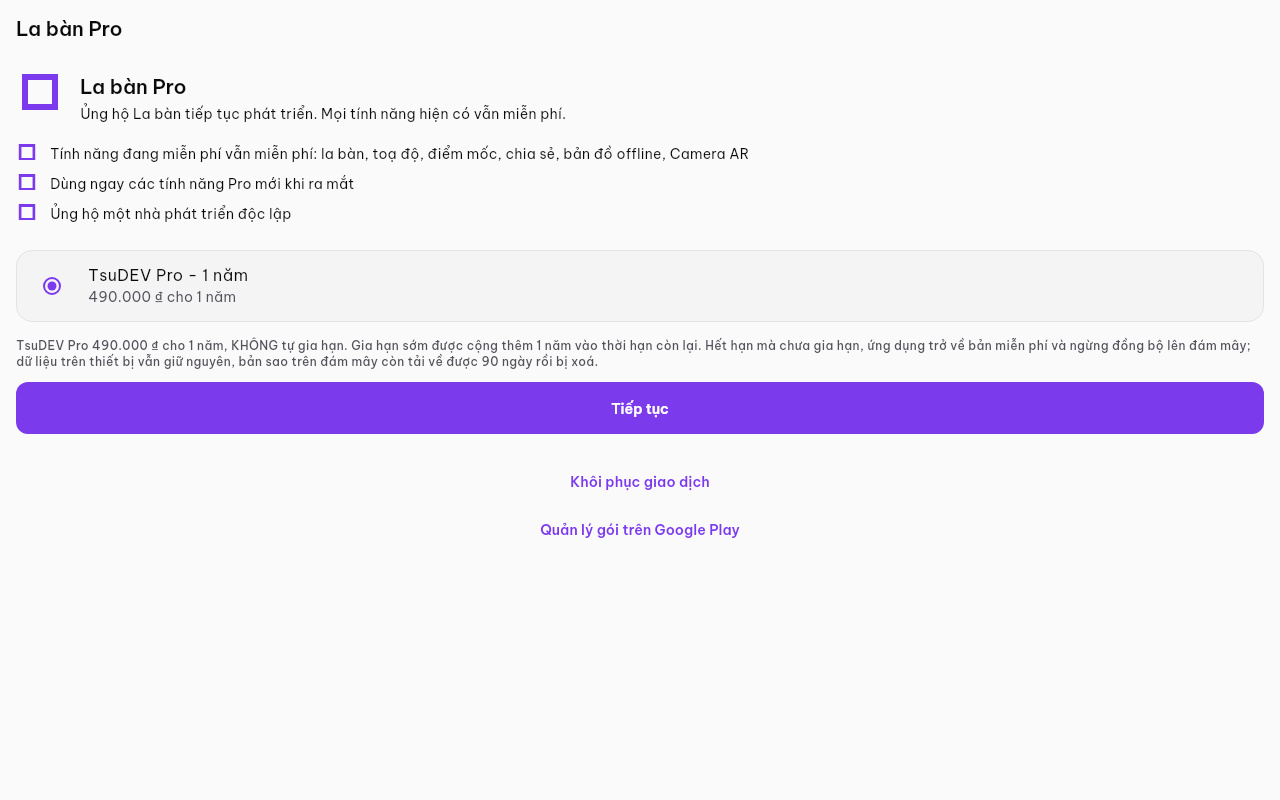 La bàn Pro
La bàn Pro
Ủng hộ La bàn tiếp tục phát triển. Mọi tính năng hiện có vẫn miễn phí.
Tính năng đang miễn phí vẫn miễn phí: la bàn, toạ độ, điểm mốc, chia sẻ, bản đồ offline, Camera AR
Dùng ngay các tính năng Pro mới khi ra mắt
Ủng hộ một nhà phát triển độc lập
TsuDEV Pro - 1 năm
490.000 ₫ cho 1 năm
TsuDEV Pro 490.000 ₫ cho 1 năm, KHÔNG tự gia hạn. Gia hạn sớm được cộng thêm 1 năm vào thời hạn còn lại. Hết hạn mà chưa gia hạn, ứng dụng trở về bản miễn phí và ngừng đồng bộ lên đám mây;
dữ liệu trên thiết bị vẫn giữ nguyên, bản sao trên đám mây còn tải về được 90 ngày rồi bị xoá.
Tiếp tục
Khôi phục giao dịch
Quản lý gói trên Google Play